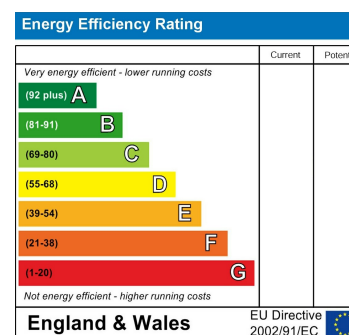 Energy Efficiency Rating
Current Poten
Very energy efficient - lower running costs
(92 plus) A
(81-91) B
(69-80) C
(55-68) D
(39-54) E
(21-38) F
(1-20) G
Not energy efficient - higher running costs
England & Wales
EU Directive
2002/91/EC